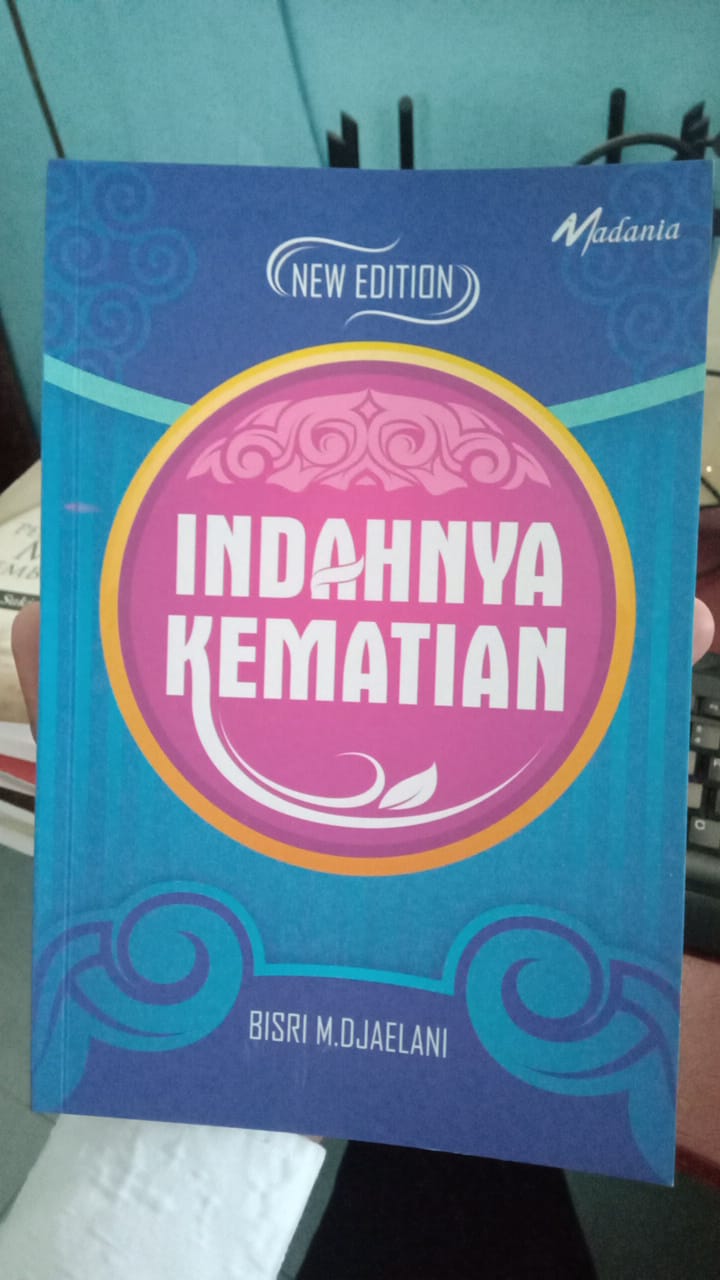 Madania
NEW EDITION
INDAHNYA
KEMATIAN
BISRI M.DJAELANI